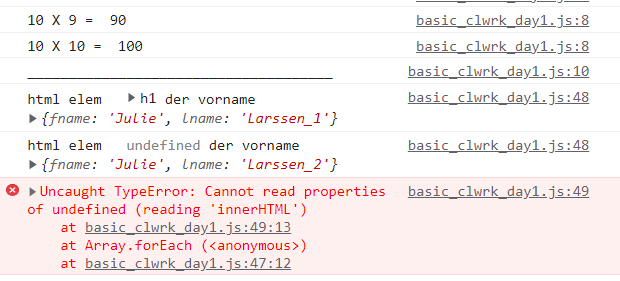 10 X 9 =  90 basic_clwrk_day1.js:8
10 X 10 =  100 basic_clwrk_day1.js:8
_____________________________________ basic_clwrk_day1.js:10
html elem ▶ h1 der vorname basic_clwrk_day1.js:48
▶ {fname: 'Julie', lname: 'Larssen_1'}
html elem undefined der vorname basic_clwrk_day1.js:48
▶ {fname: 'Julie', lname: 'Larssen_2'}
▶ Uncaught TypeError: Cannot read properties basic_clwrk_day1.js:49
of undefined (reading 'innerHTML')
at basic_clwrk_day1.js:49:13
at Array.forEach (<anonymous>)
at basic_clwrk_day1.js:47:12